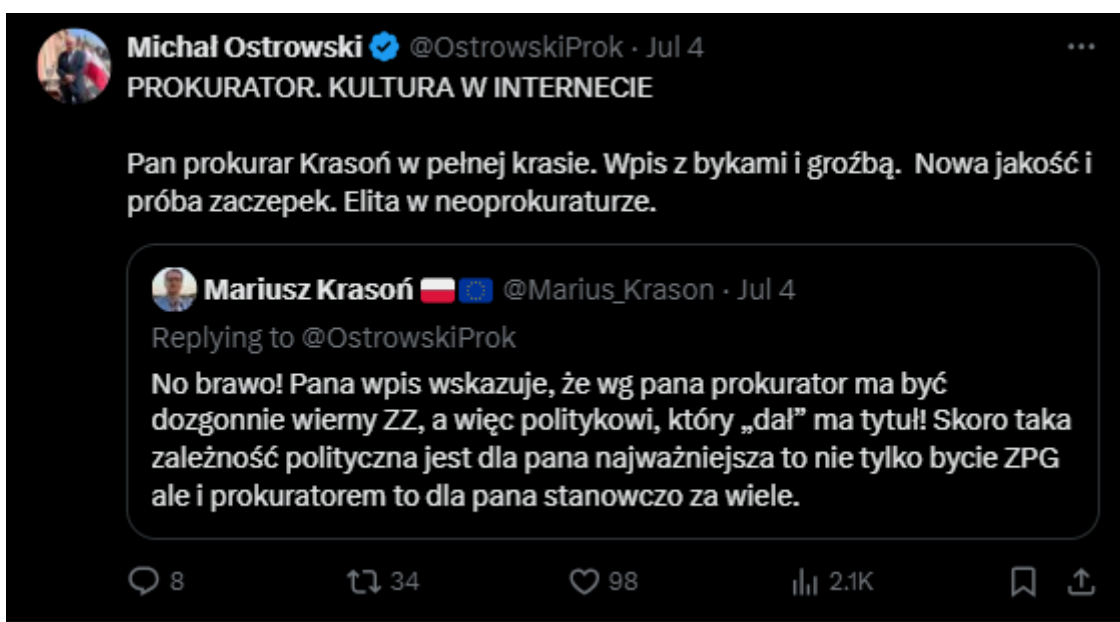 Michał Ostrowski @OstrowskiProk · Jul 4
PROKURATOR. KULTURA W INTERNECIE
Pan prokurar Krasoń w pełnej krasie. Wpis z bykami i groźbą. Nowa jakość i
próba zaczepek. Elita w neoprokuraturze.
Mariusz Krasoń @Marius_Krason · Jul 4
Replying to @OstrowskiProk
No brawo! Pana wpis wskazuje, że wg pana prokurator ma być
dozgonnie wierny ZZ, a więc politykowi, który „dał” ma tytuł! Skoro taka
zależność polityczna jest dla pana najważniejsza to nie tylko bycie ZPG
ale i prokuratorem to dla pana stanowczo za wiele.
8 34 98 2.1K